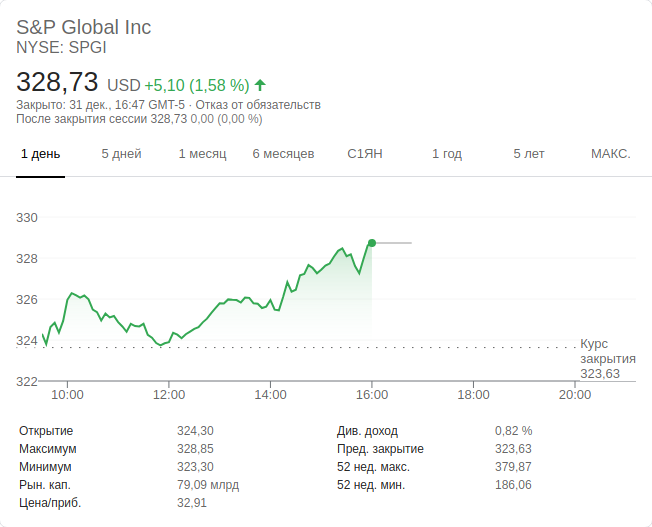 S&P Global Inc
NYSE: SPGI
328,73 USD +5,10 (1,58 %)
Закрыто: 31 дек., 16:47 GMT-5 · Отказ от обязательств
После закрытия сессии 328,73 0,00 (0,00 %)
1 день 5 дней 1 месяц 6 месяцев С1ЯН 1 год 5 лет МАКС.
330
328
326
324
322
Курс
закрытия
323,63
10:00 12:00 14:00 16:00 18:00 20:00
Открытие 324,30 Див. доход 0,82 %
Максимум 328,85 Пред. закрытие 323,63
Минимум 323,30 52 нед. макс. 379,87
Рын. кап. 79,09 млрд 52 нед. мин. 186,06
Цена/приб. 32,91